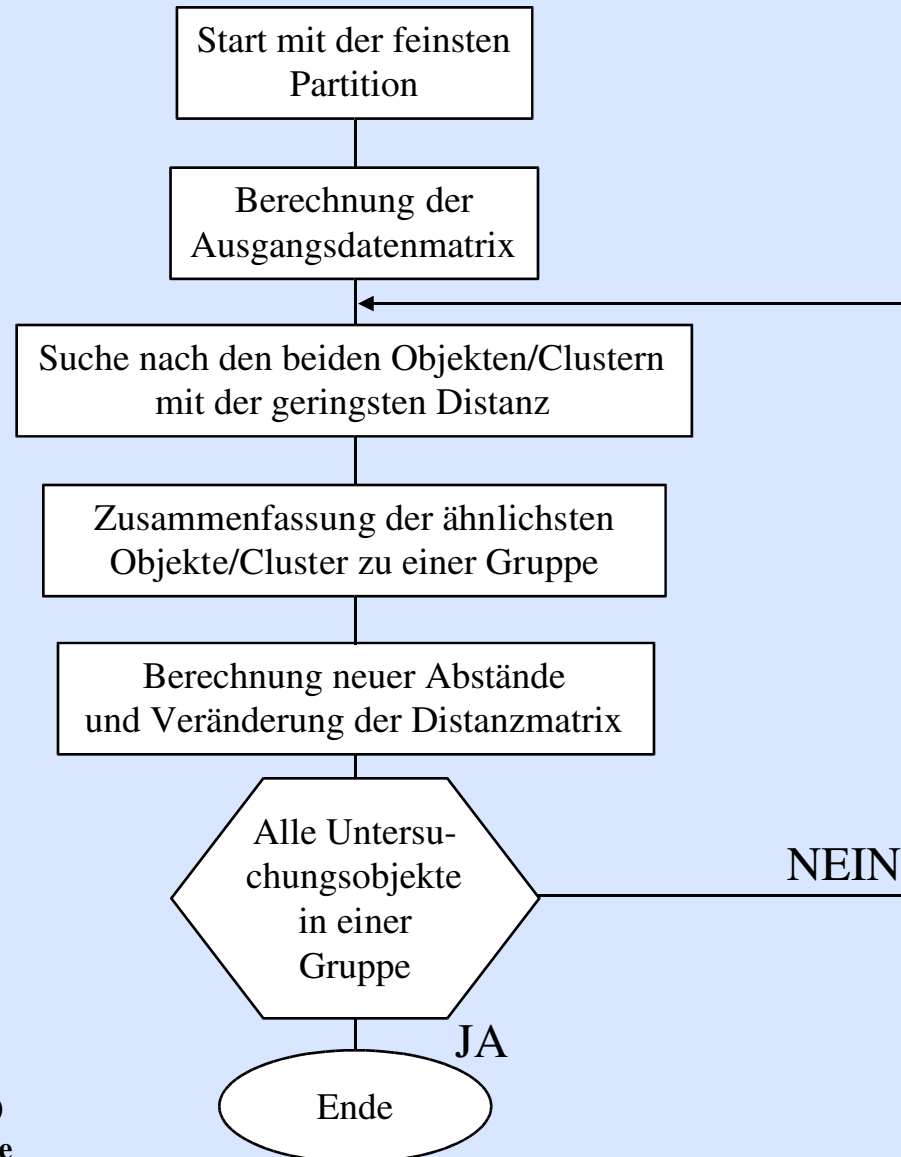 Start mit der feinsten
Partition
Berechnung der
Ausgangsdatenmatrix
Suche nach den beiden Objekten/Clustern
mit der geringsten Distanz
Zusammenfassung der ähnlichsten
Objekte/Cluster zu einer Gruppe
Berechnung neuer Abstände
und Veränderung der Distanzmatrix
Alle Untersu-
chungsobjekte
in einer
Gruppe
NEIN
JA
Ende
)
e